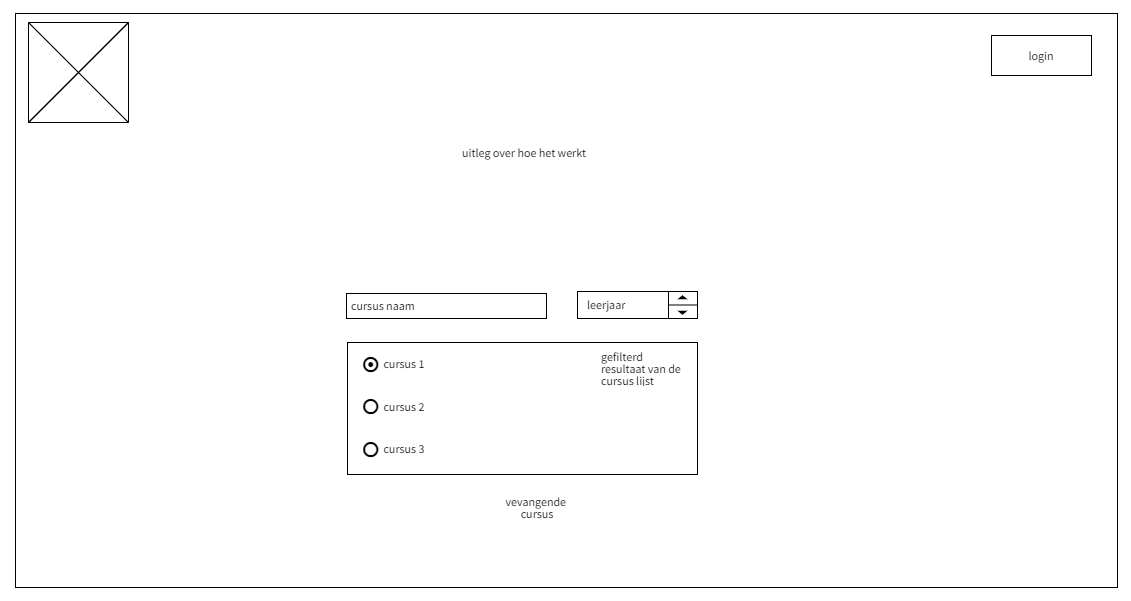 login
uitleg over hoe het werkt
cursus naam
leerjaar
cursus 1
gefilterd
resultaat van de
cursus lijst
cursus 2
cursus 3
vevangende
cursus